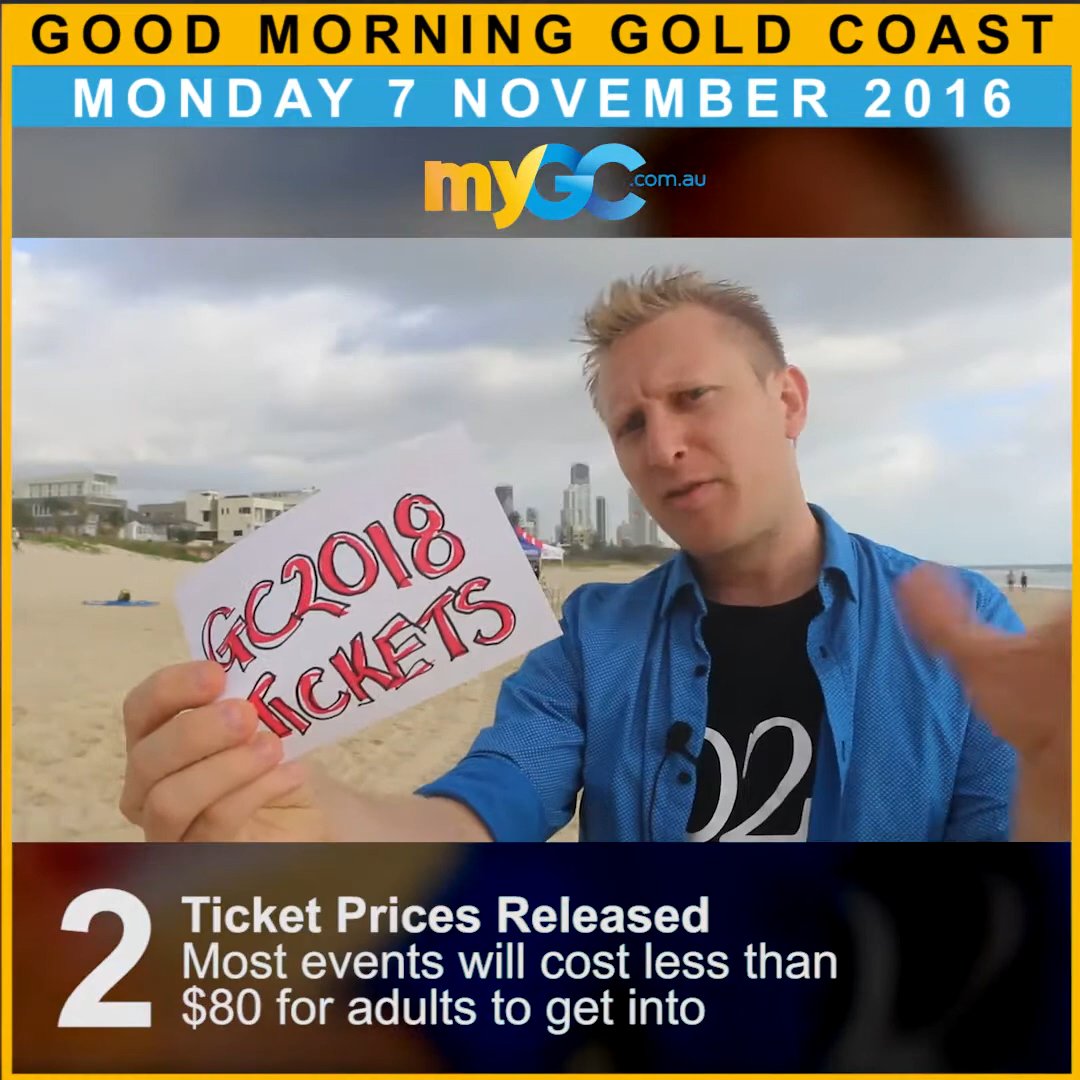 GOOD MORNING GOLD COAST
MONDAY 7 NOVEMBER 2016
myGC.com.au
GC2018
TICKETS
02
2
Ticket Prices Released
Most events will cost less than
$80 for adults to get into